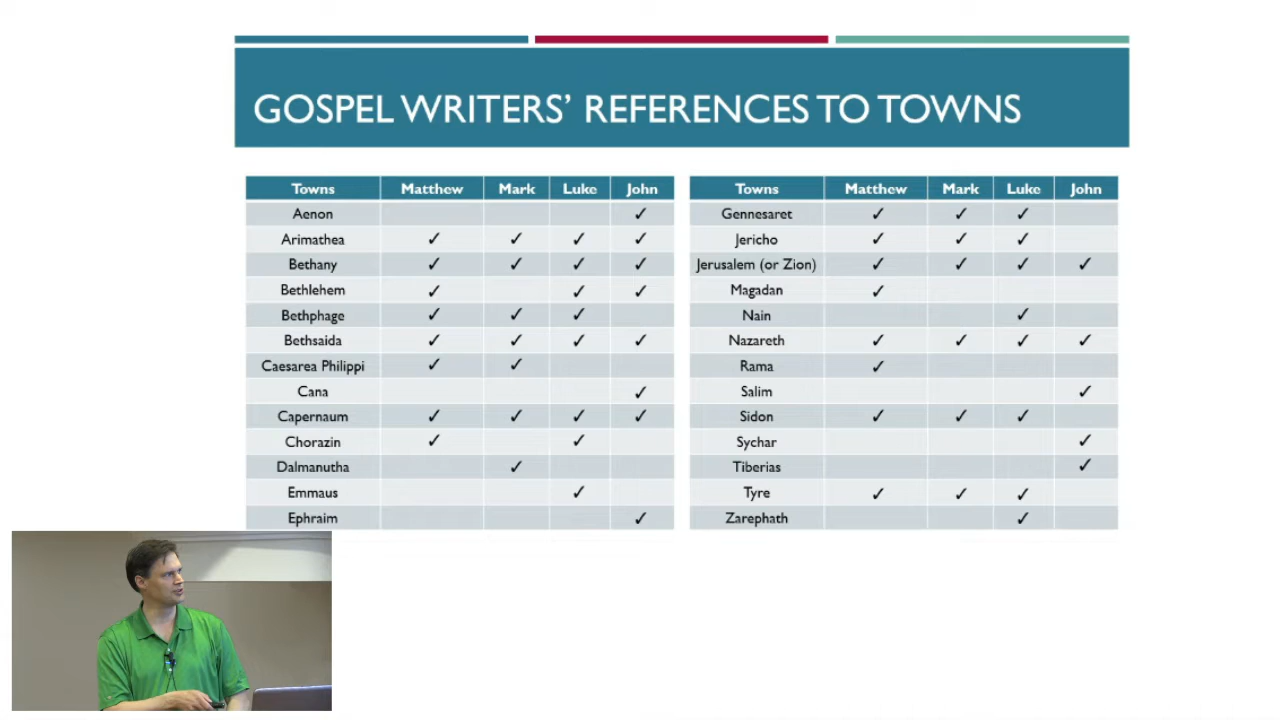 GOSPEL WRITERS’ REFERENCES TO TOWNS
Towns Matthew Mark Luke John
Aenon ✓
Arimathea ✓ ✓ ✓ ✓
Bethany ✓ ✓ ✓ ✓
Bethlehem ✓ ✓ ✓
Bethphage ✓ ✓ ✓
Bethsaida ✓ ✓ ✓ ✓
Caesarea Philippi ✓ ✓
Cana ✓
Capernaum ✓ ✓ ✓ ✓
Chorazin ✓ ✓
Dalmanutha ✓
Emmaus ✓
Ephraim ✓
Towns Matthew Mark Luke John
Gennesaret ✓ ✓ ✓
Jericho ✓ ✓ ✓
Jerusalem (or Zion) ✓ ✓ ✓ ✓
Magadan ✓
Nain ✓
Nazareth ✓ ✓ ✓ ✓
Rama ✓
Salim ✓
Sidon ✓ ✓ ✓
Sychar ✓
Tiberias ✓
Tyre ✓ ✓ ✓
Zarephath ✓